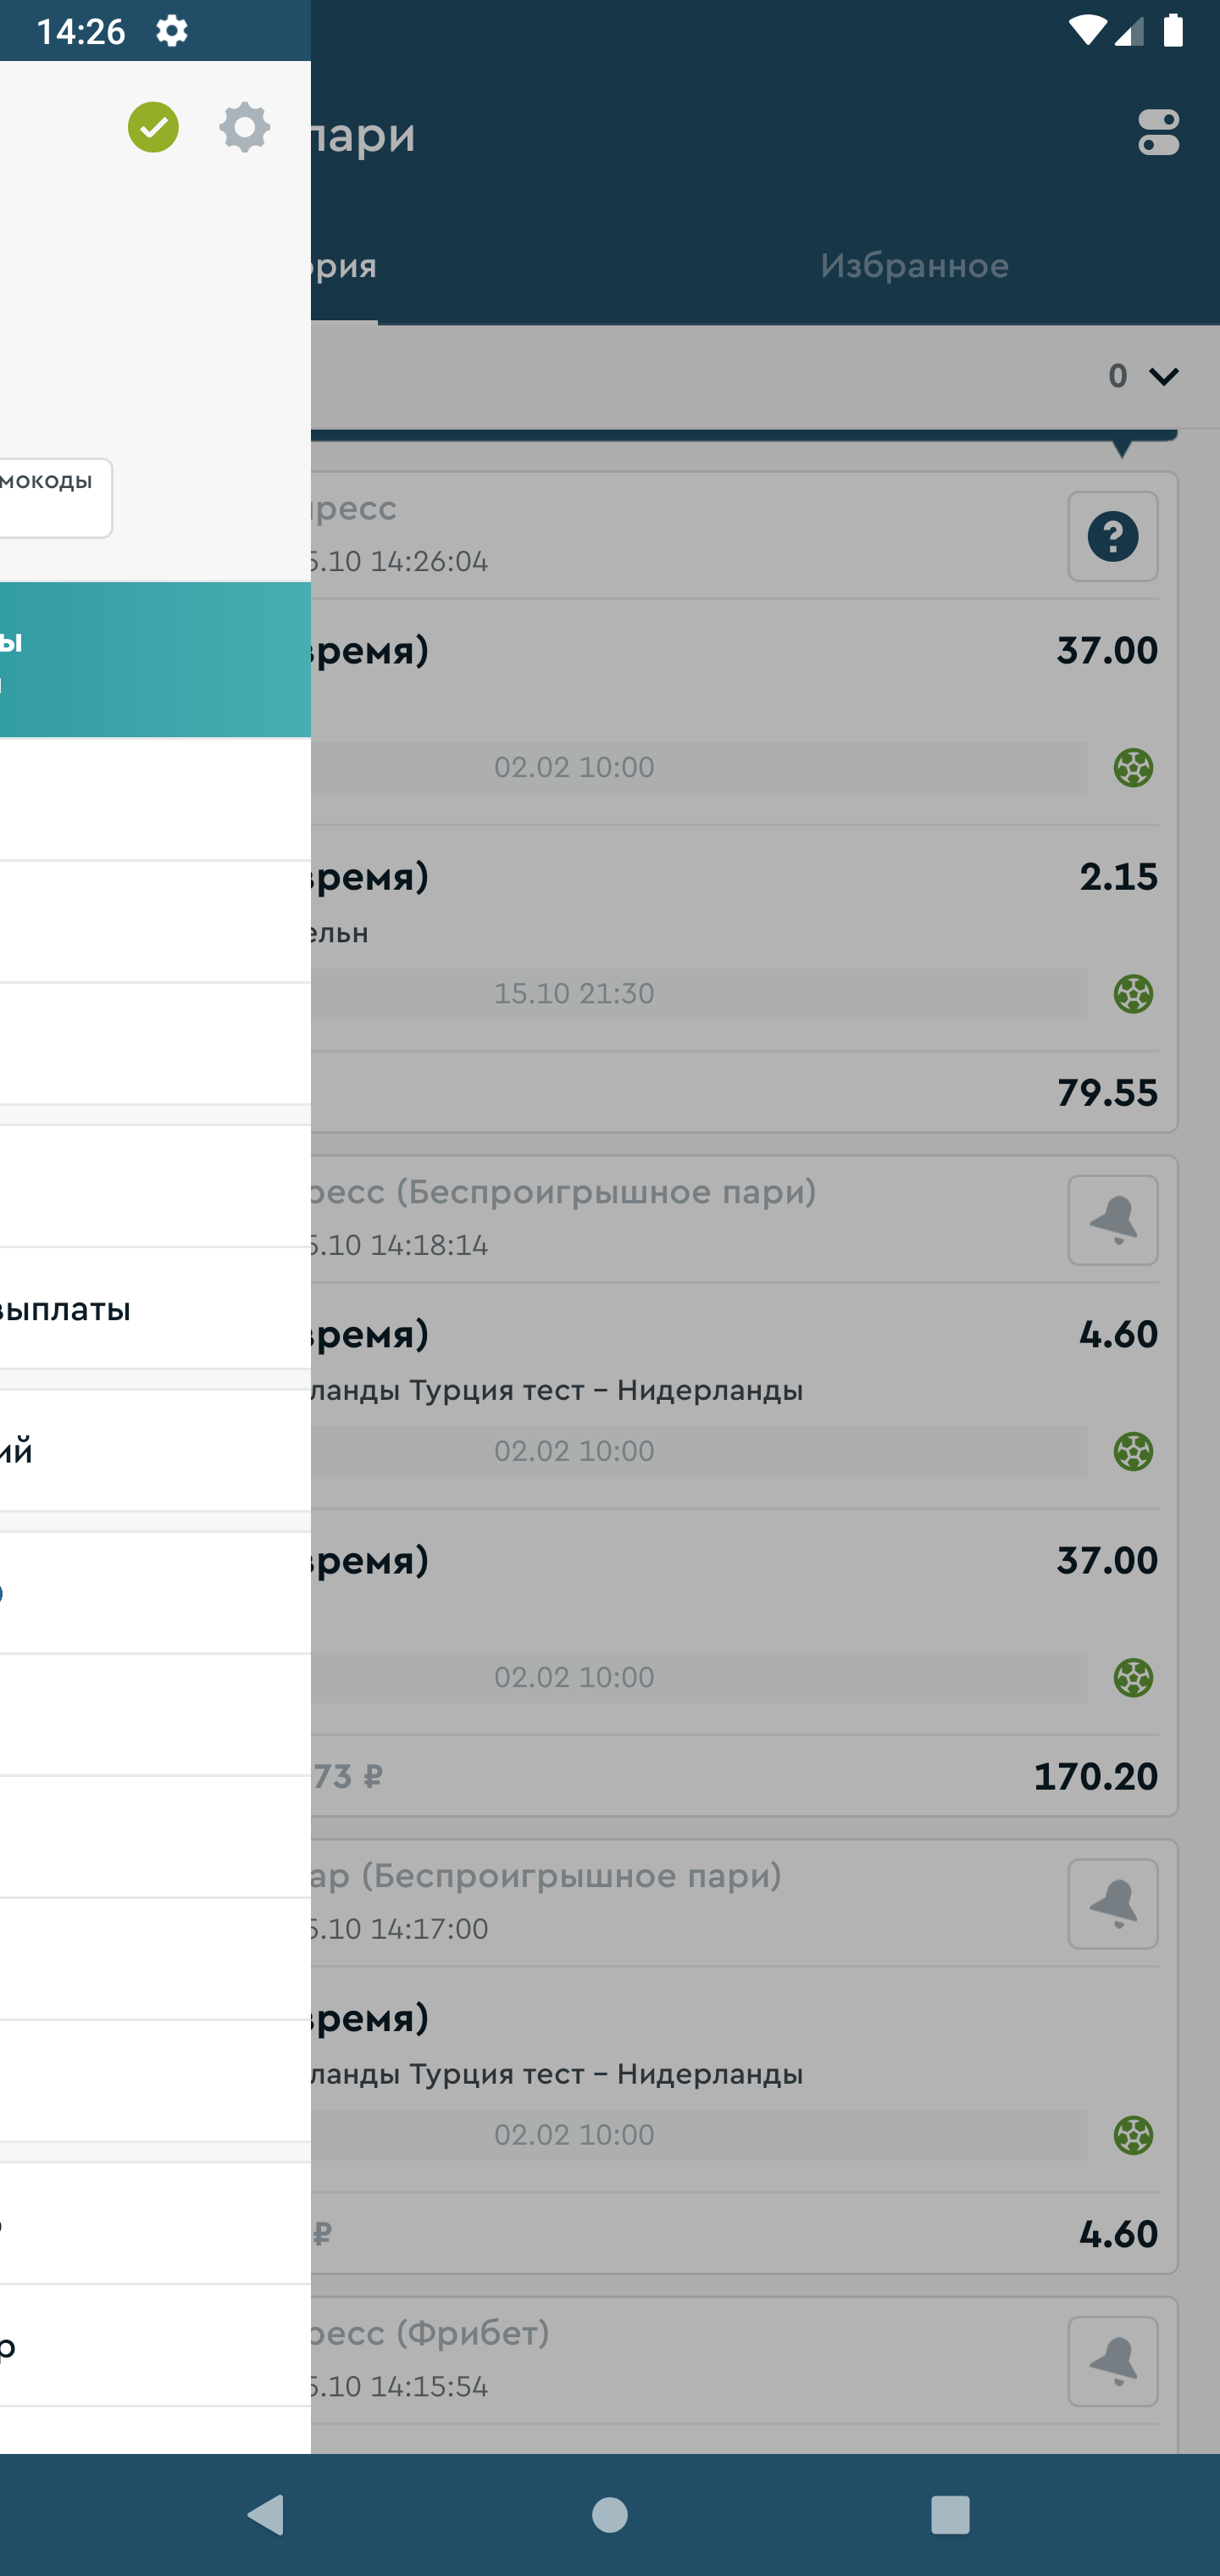 14:26
пари
рия
Избранное
0
мокоды
ресс
.10 14:26:04
ы
время)
37.00
02.02 10:00
время)
2.15
ельн
15.10 21:30
79.55
ресс (Беспроигрышное пари)
.10 14:18:14
выплаты
время)
4.60
ланды Турция тест – Нидерланды
ий
02.02 10:00
время)
37.00
02.02 10:00
73 ₽
170.20
ар (Беспроигрышное пари)
.10 14:17:00
время)
ланды Турция тест – Нидерланды
02.02 10:00
₽
4.60
ресс (Фрибет)
р
.10 14:15:54